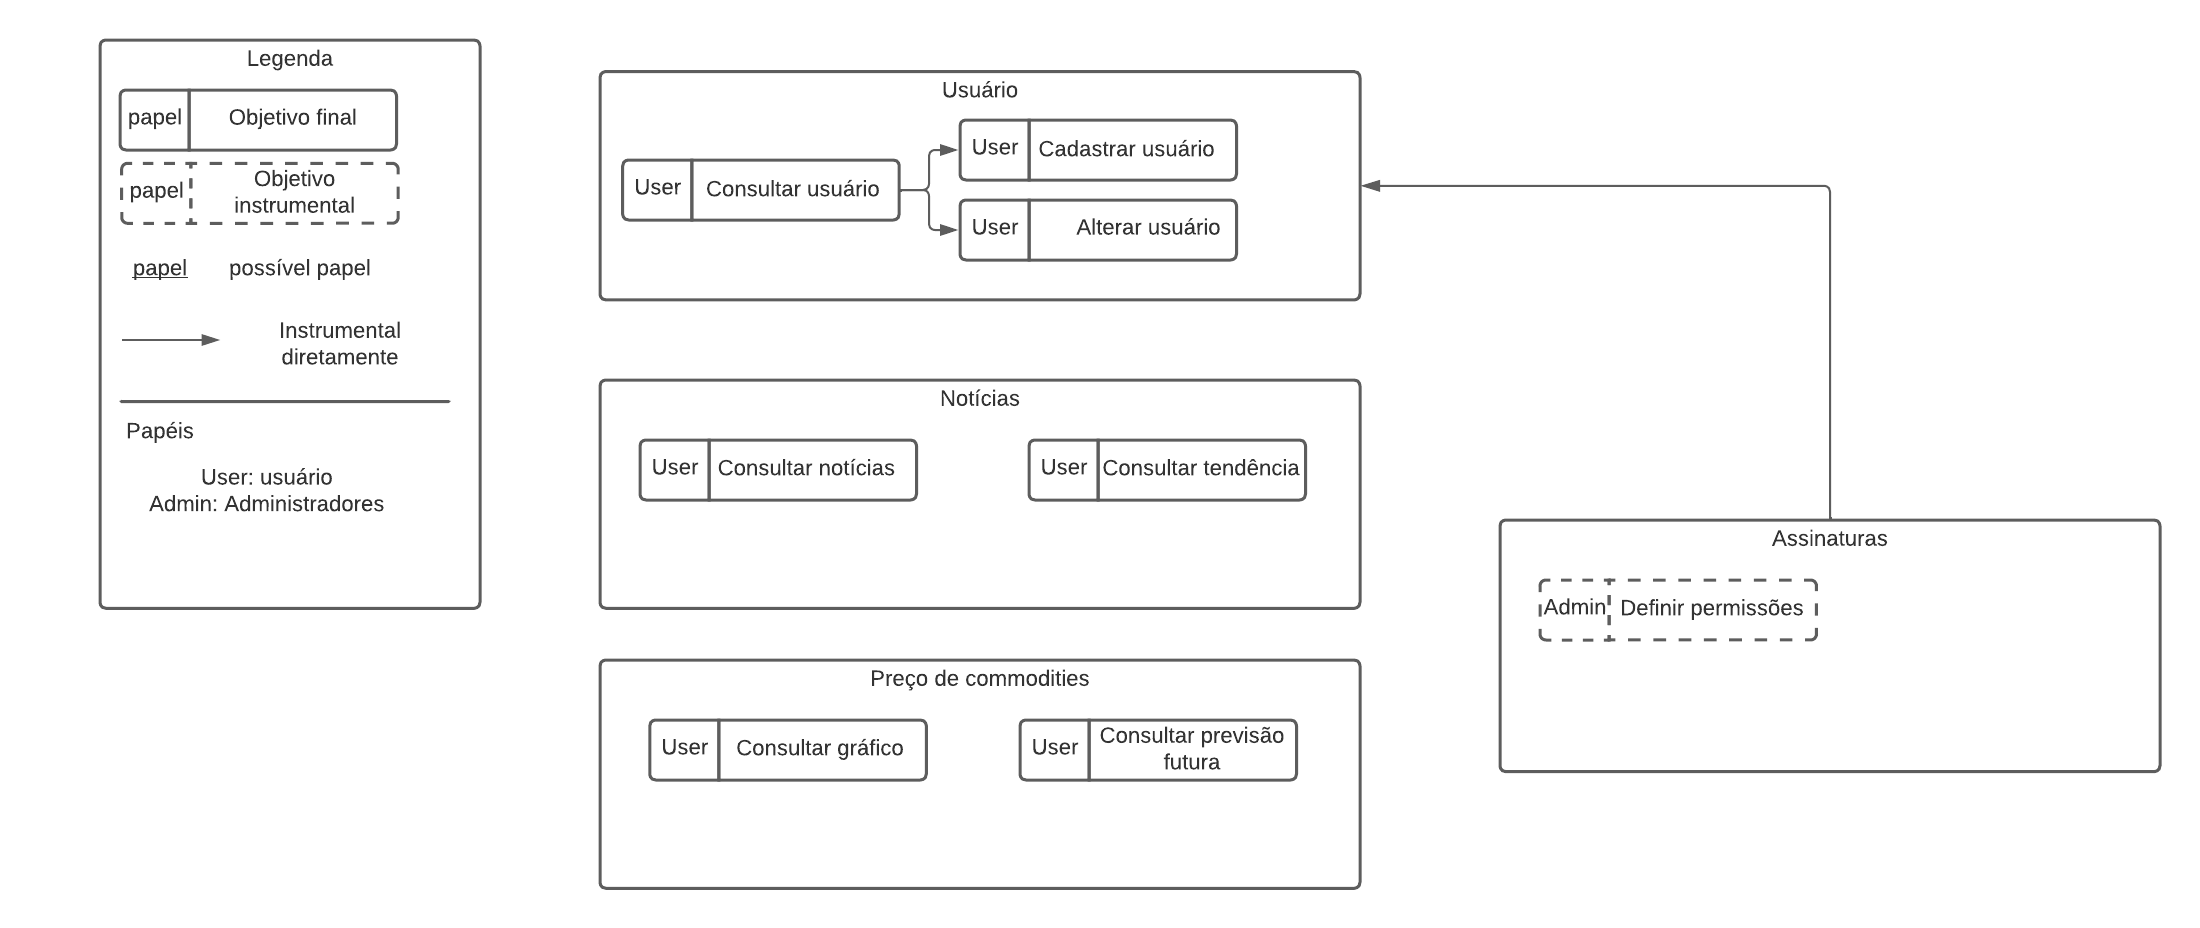 Legenda
papel
Objetivo final
papel
Objetivo
instrumental
papel
possível papel
Instrumental
diretamente
Papéis
User: usuário
Admin: Administradores
Usuário
User
Consultar usuário
User
Cadastrar usuário
User
Alterar usuário
Notícias
User
Consultar notícias
User
Consultar tendência
Preço de commodities
User
Consultar gráfico
User
Consultar previsão
futura
Assinaturas
Admin
Definir permissões